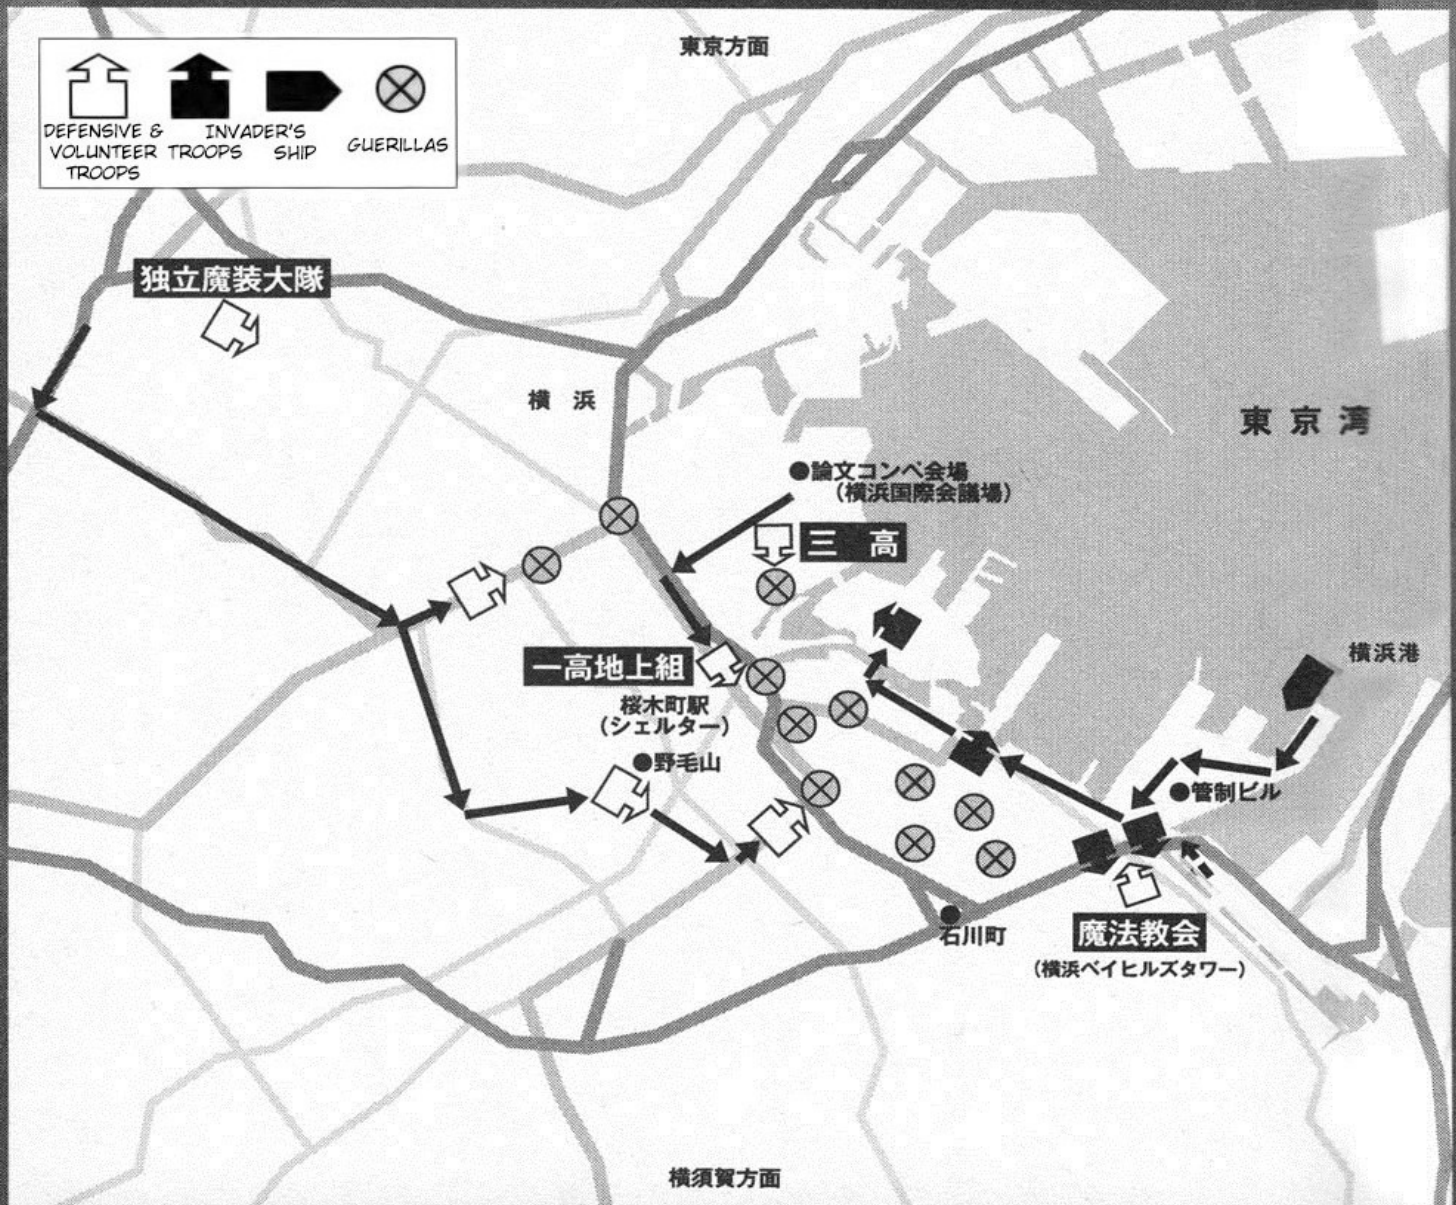 東京方面
DEFENSIVE &
VOLUNTEER
TROOPS
INVADER'S
TROOPS SHIP
GUERILLAS
独立魔装大隊
横 浜
東 京 湾
●論文コンペ会場
(横浜国際会議場)
三 高
一高地上組
桜木町駅
(シェルター)
●野毛山
横浜港
●管制ビル
石川町
魔法教会
(横浜ベイヒルズタワー)
横須賀方面